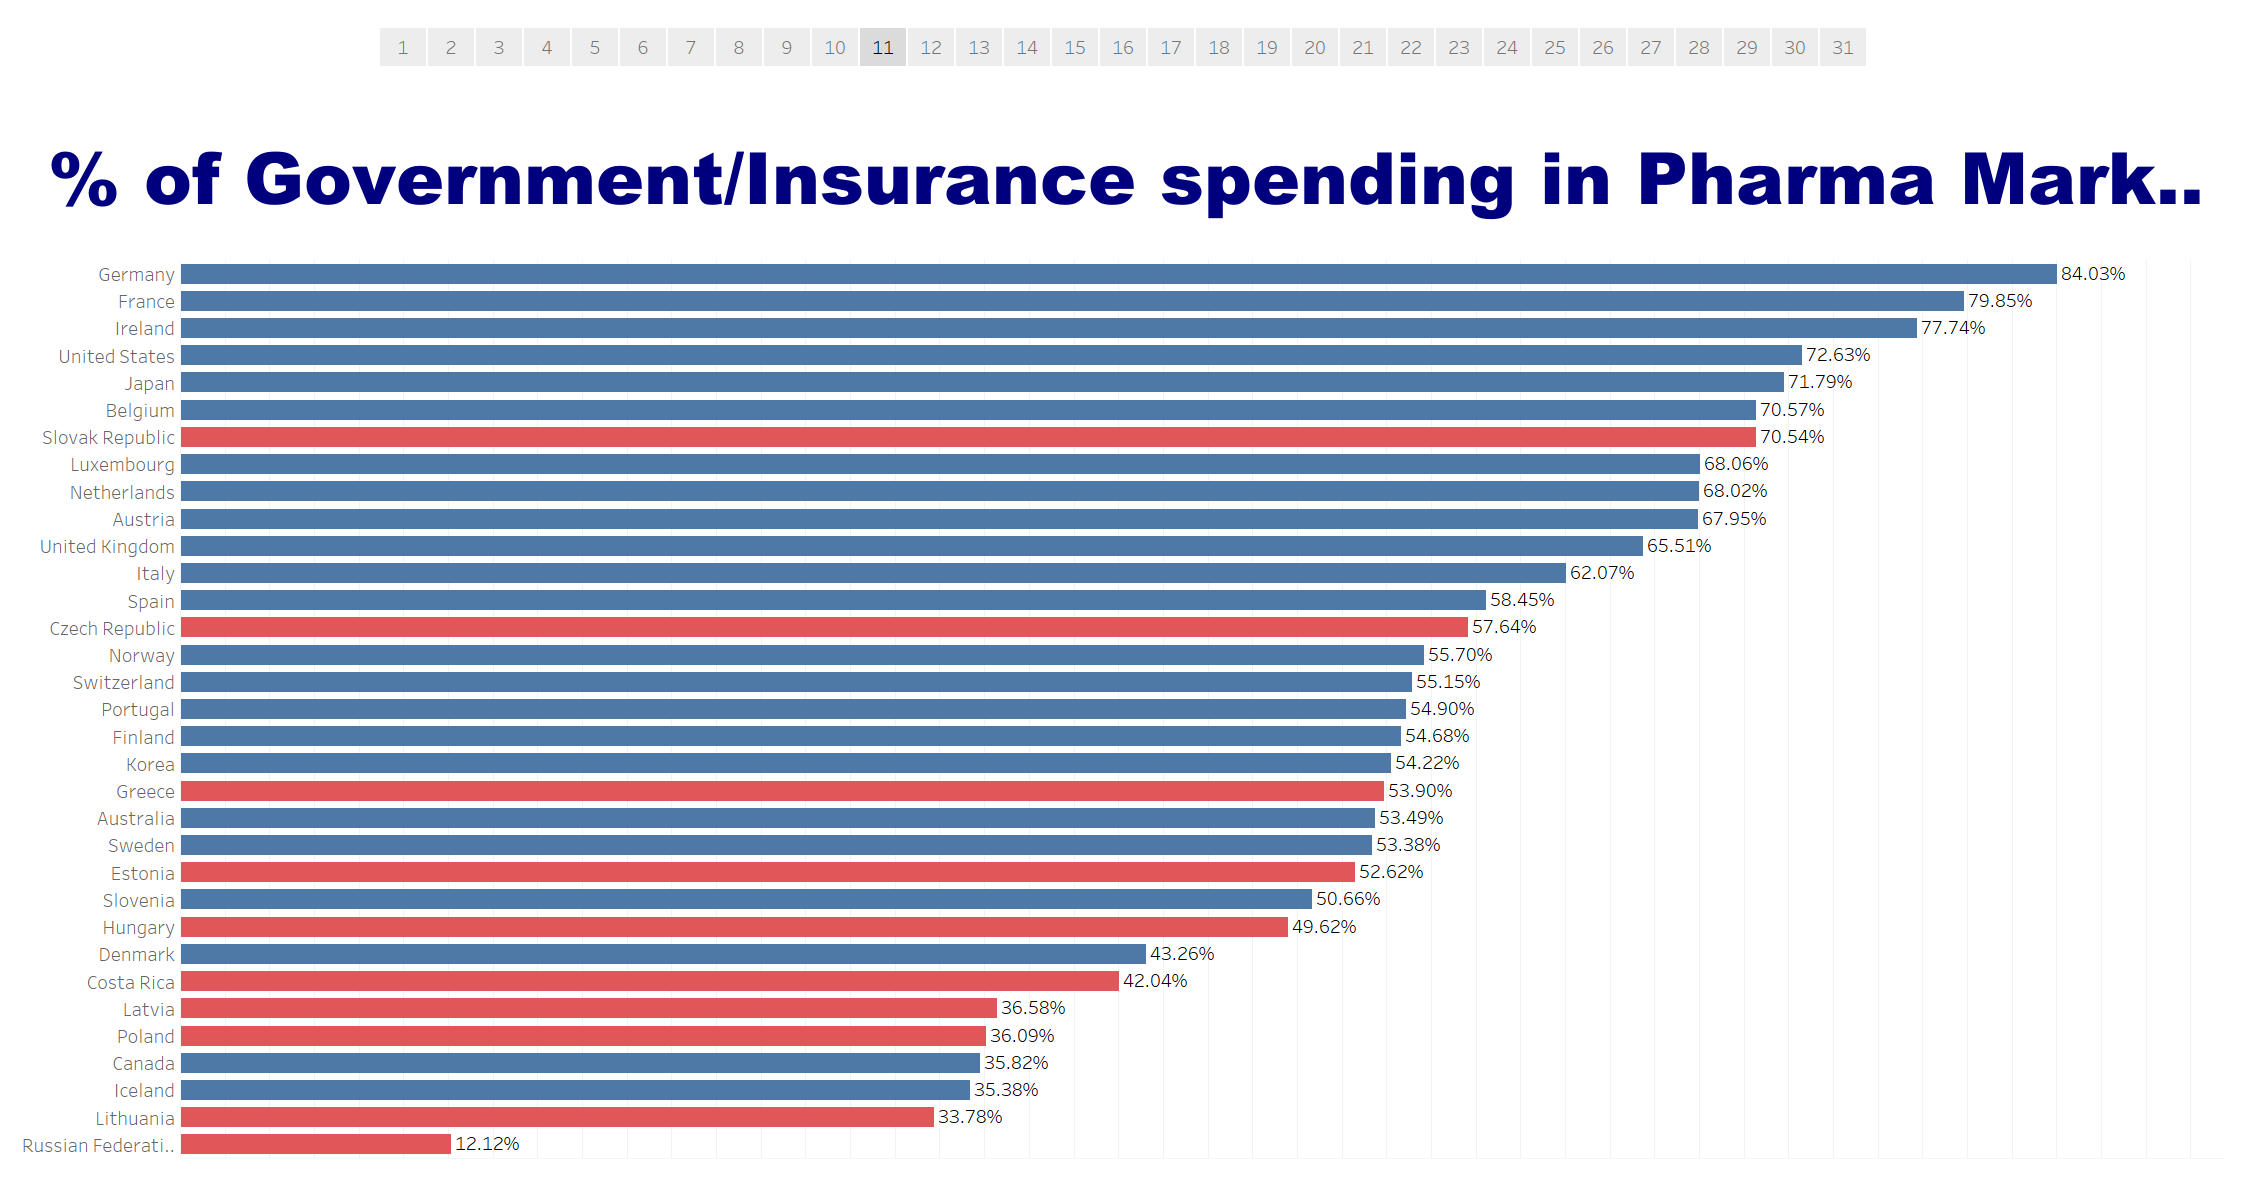 1 2 3 4 5 6 7 8 9 10 11 12 13 14 15 16 17 18 19 20 21 22 23 24 25 26 27 28 29 30 31
% of Government/Insurance spending in Pharma Mark..
Germany 84.03%
France 79.85%
Ireland 77.74%
United States 72.63%
Japan 71.79%
Belgium 70.57%
Slovak Republic 70.54%
Luxembourg 68.06%
Netherlands 68.02%
Austria 67.95%
United Kingdom 65.51%
Italy 62.07%
Spain 58.45%
Czech Republic 57.64%
Norway 55.70%
Switzerland 55.15%
Portugal 54.90%
Finland 54.68%
Korea 54.22%
Greece 53.90%
Australia 53.49%
Sweden 53.38%
Estonia 52.62%
Slovenia 50.66%
Hungary 49.62%
Denmark 43.26%
Costa Rica 42.04%
Latvia 36.58%
Poland 36.09%
Canada 35.82%
Iceland 35.38%
Lithuania 33.78%
Russian Federati.. 12.12%